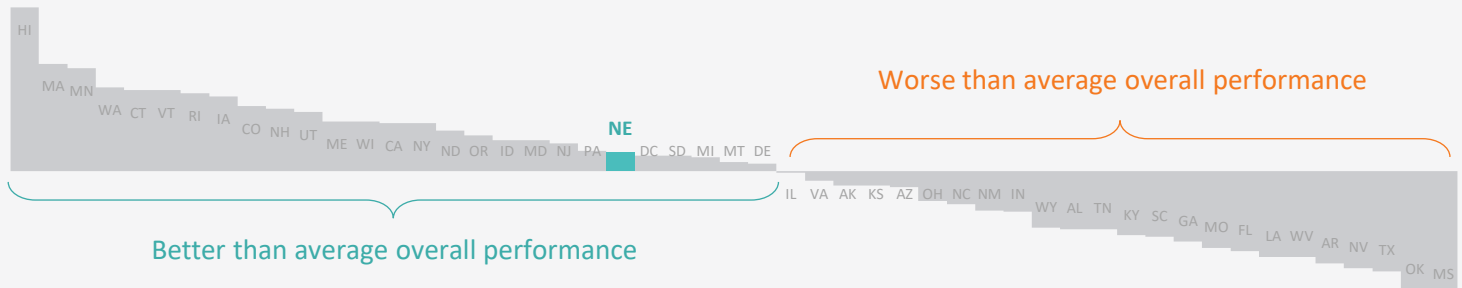 HI
MA
MN
WA
CT
VT
RI
IA
CO
NH
UT
ME
WI
CA
NY
ND
OR
ID
MD
NJ
PA
NE
DC
SD
MI
MT
DE
Worse than average overall performance
IL
VA
AK
KS
AZ
OH
NC
NM
IN
WY
AL
TN
KY
SC
GA
MO
FL
LA
WV
AR
NV
TX
OK
MS
Better than average overall performance